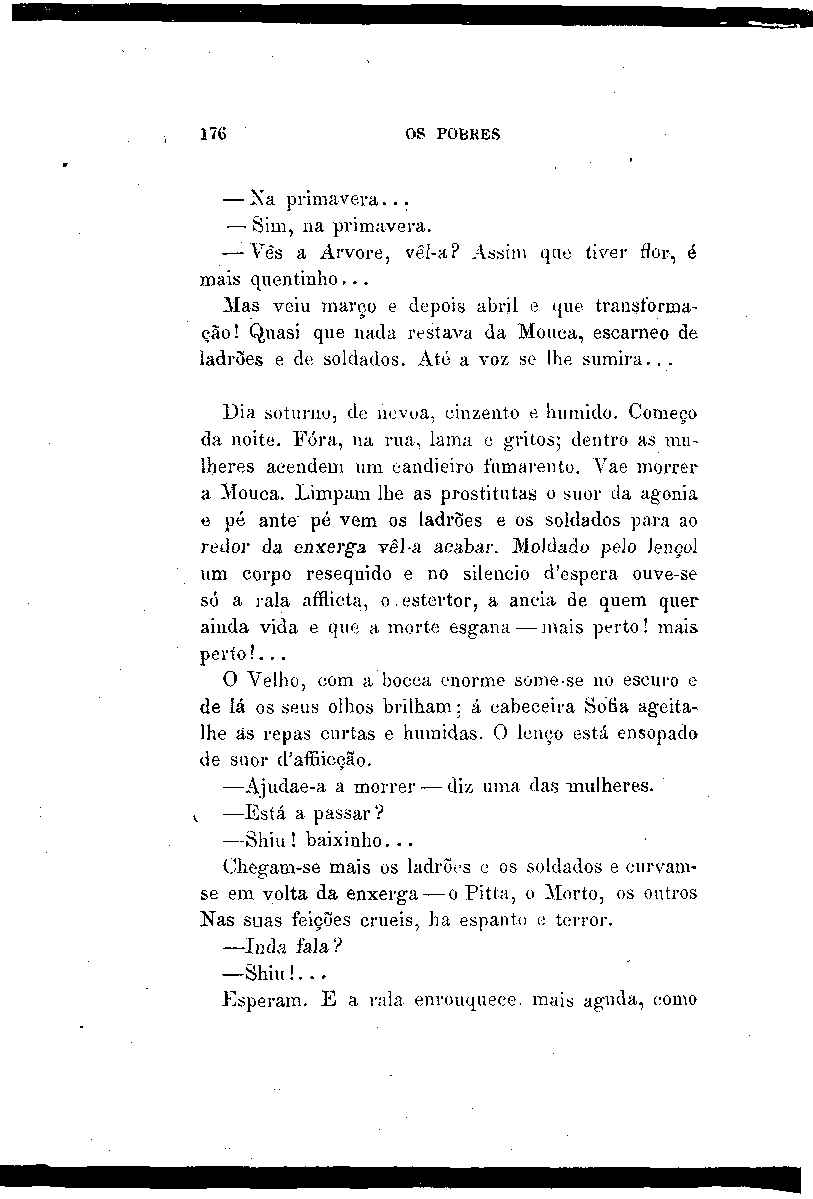 176 OS POBRES
— Na primavera...
— Sim, na primavera.
— Vês a Arvore, vêl-a? Assim que tiver flor, é
mais quentinho...
Mas veiu março e depois abril e que transforma-
ção! Quasi que nada restava da Mouca, escarneo de
ladrões e de soldados. Até a voz se lhe sumira...
Dia soturno, de nevoa, cinzento e humido. Começo
da noite. Fóra, na rua, lama e gritos; dentro as mu-
lheres acendem um candieiro fumarento. Vae morrer
a Mouca. Limpam lhe as prostitutas o suor da agonia
e pé ante pé vem os ladrões e os soldados para ao
redor da enxerga vêl-a acabar. Moldado pelo lençol
um corpo resequido e no silencio d'espera ouve-se
só a rala afflicta, o estertor, a ancia de quem quer
ainda vida e que a morte esgana — mais perto! mais
perto!...
O Velho, com a bocca enorme some-se no escuro e
de lá os seus olhos brilham; á cabeceira Sofia ageita-
lhe as repas curtas e humidas. O lenço está ensopado
de suor d'afflicção.
—Ajudae-a a morrer — diz uma das mulheres.
—Está a passar?
—Shiu! baixinho...
Chegam-se mais os ladrões e os soldados e curvam-
se em volta da enxerga — o Pitta, o Morto, os outros
Nas suas feições crueis, ha espanto e terror.
—Inda fala?
—Shiu!...
Esperam. E a rala enrouquece. mais aguda, como